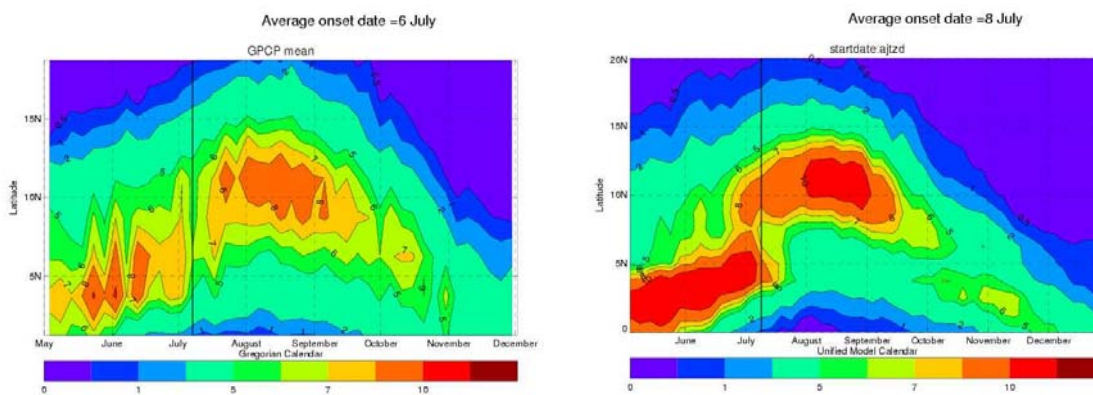 Average onset date =6 July
GPCP mean
15N
10N
5N
Latitude
May June July August September October November December
Gregorian Calendar
0 1 5 7 10
Average onset date =8 July
startdate:ajtzd
20N
15N
10N
5N
0
Latitude
June July August September October November December
Unified Model Calendar
0 1 5 7 10